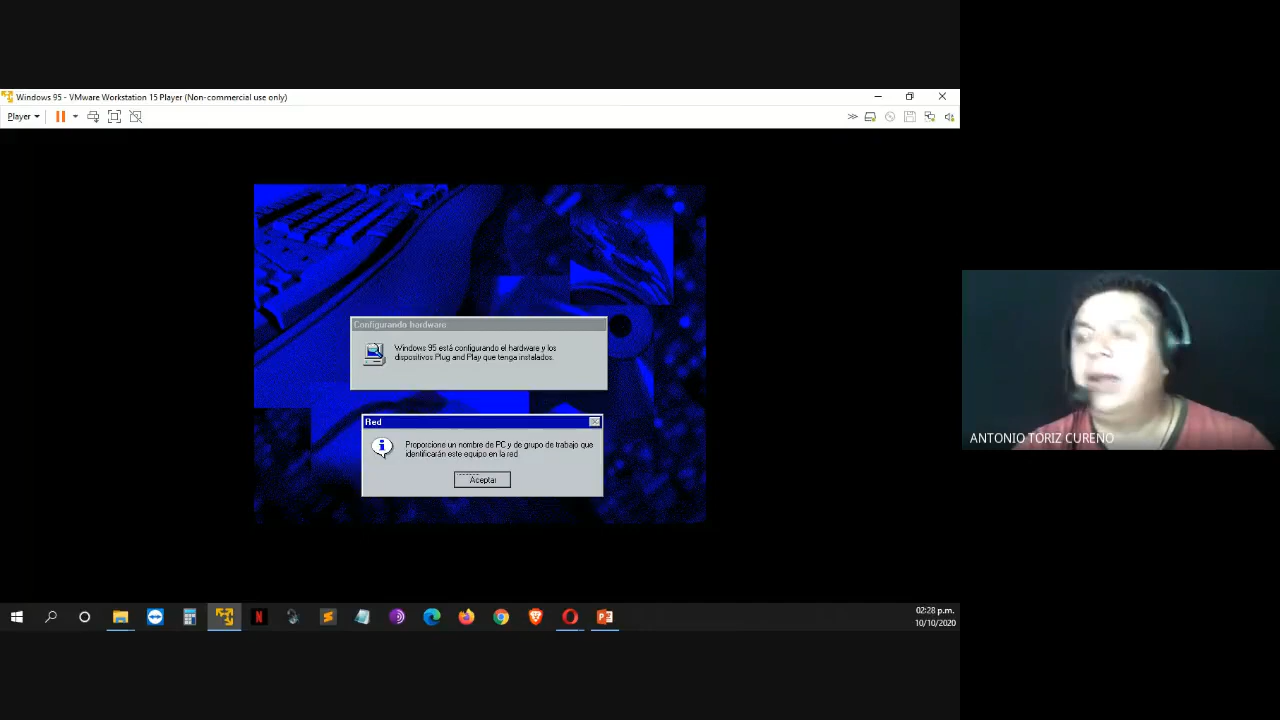 Windows 95 - VMware Workstation 15 Player (Non-commercial use only)
Player
Configurando hardware
Windows 95 está configurando el hardware y los
dispositivos Plug and Play que tenga instalados.
Red
Proporcione un nombre de PC y de grupo de trabajo que
identificarán este equipo en la red
Aceptar
ANTONIO TORIZ CURENO
02:28 p.m.
10/10/2020